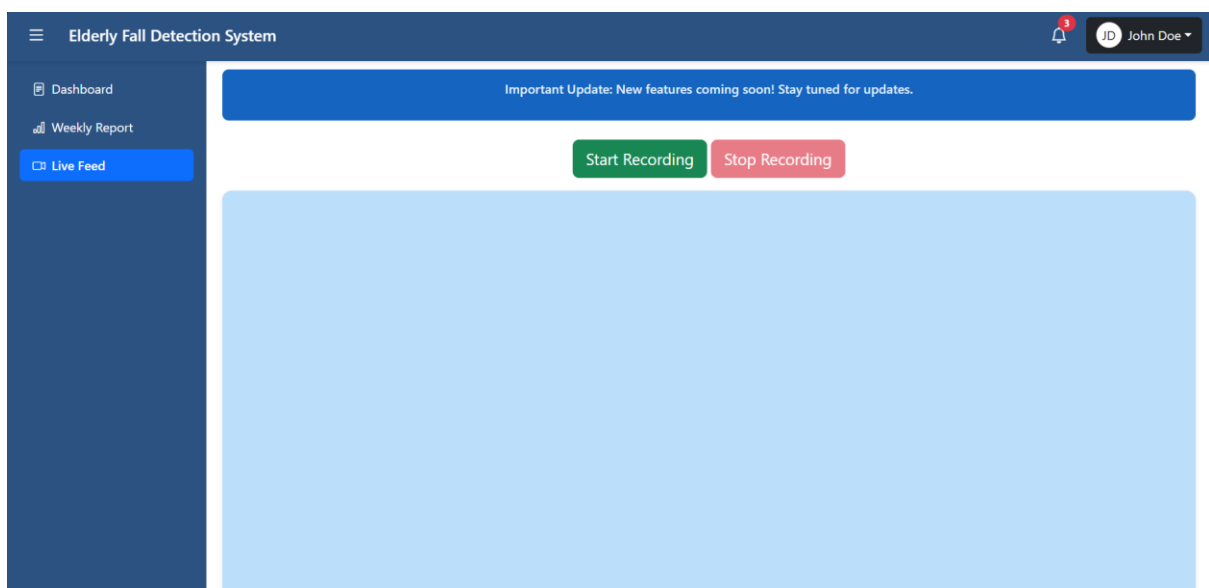 Elderly Fall Detection System
3
JD John Doe
Dashboard
Weekly Report
Live Feed
Important Update: New features coming soon! Stay tuned for updates.
Start Recording Stop Recording